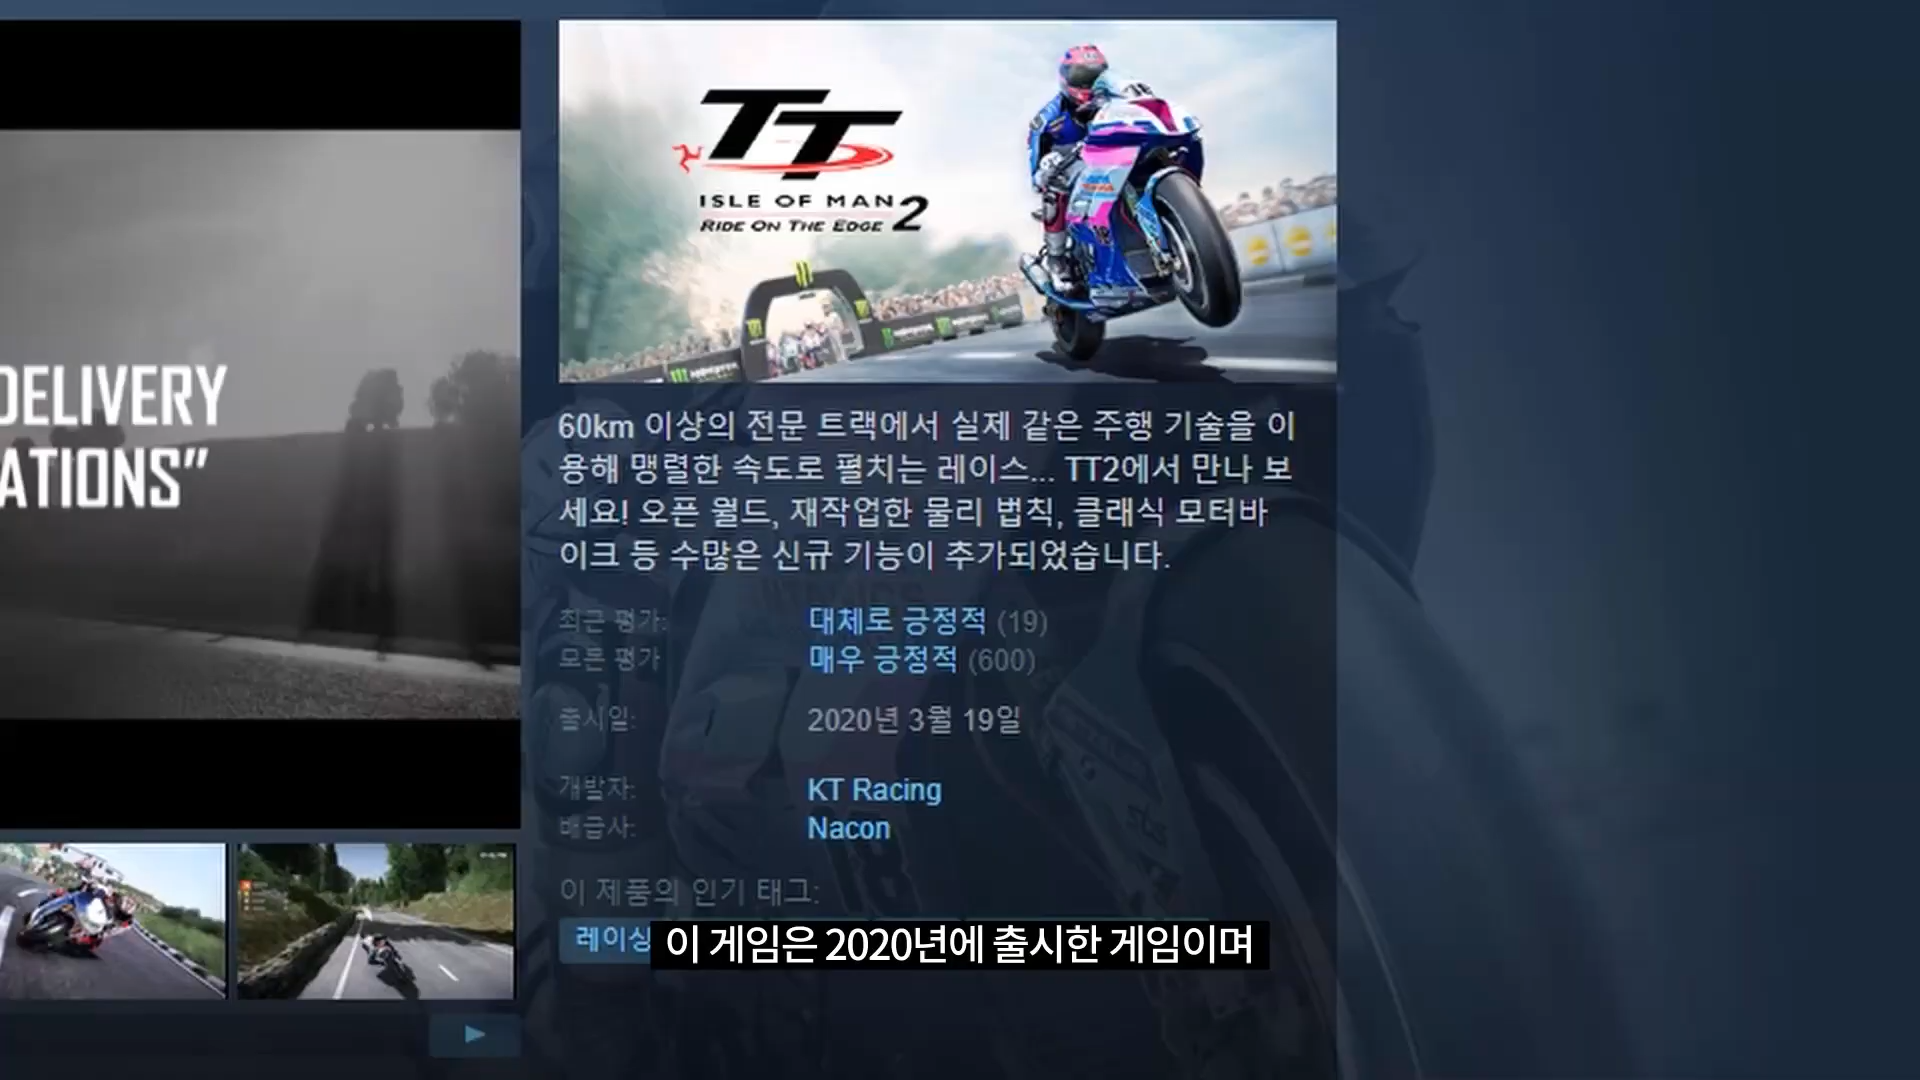 DELIVERY
ATIONS”
TT
ISLE OF MAN 2
RIDE ON THE EDGE
60km 이상의 전문 트랙에서 실제 같은 주행 기술을 이
용해 맹렬한 속도로 펼치는 레이스... TT2에서 만나 보
세요! 오픈 월드, 재작업한 물리 법칙, 클래식 모터바
이크 등 수많은 신규 기능이 추가되었습니다.
최근 평가: 대체로 긍정적 (19)
모든 평가 매우 긍정적 (600)
출시일: 2020년 3월 19일
개발자: KT Racing
배급사: Nacon
이 제품의 인기 태그:
레이싱
이 게임은 2020년에 출시한 게임이며